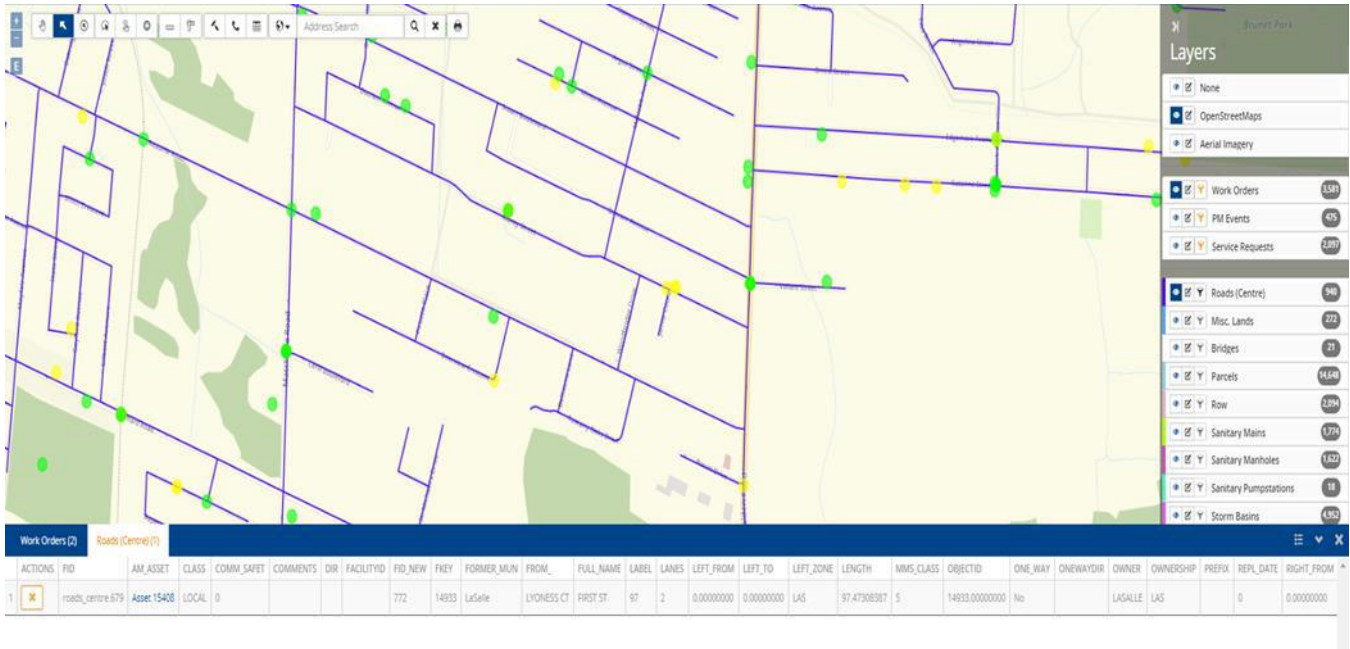 Address Search
Brunet Park
Layers
None
OpenStreetMaps
Aerial Imagery
Work Orders 3,581
PM Events 475
Service Requests 2,097
Roads (Centre) 940
Misc. Lands 272
Bridges 21
Parcels 14,648
Row 2,094
Sanitary Mains 1,774
Sanitary Manholes 1,622
Sanitary Pumpstations 18
Storm Basins 4,952
Work Orders (2) Roads (Centre) (1)
ACTIONS FID AM_ASSET CLASS COMM_SAFET COMMENTS DIR FACILITYID FID_NEW FKEY FORMER_MUN FROM_ FULL_NAME LABEL LANES LEFT_FROM LEFT_TO LEFT_ZONE LENGTH MMS_CLASS OBJECTID ONE_WAY ONEWAYDIR OWNER OWNERSHIP PREFIX REPL_DATE RIGHT_FROM
1 roads_centre.679 Asset 15408 LOCAL 0 772 14933 LaSalle LYONESS CT FIRST ST 97 2 0.00000000 0.00000000 LAS 97.47308387 5 14933.00000000 No LASALLE LAS 0 0.00000000